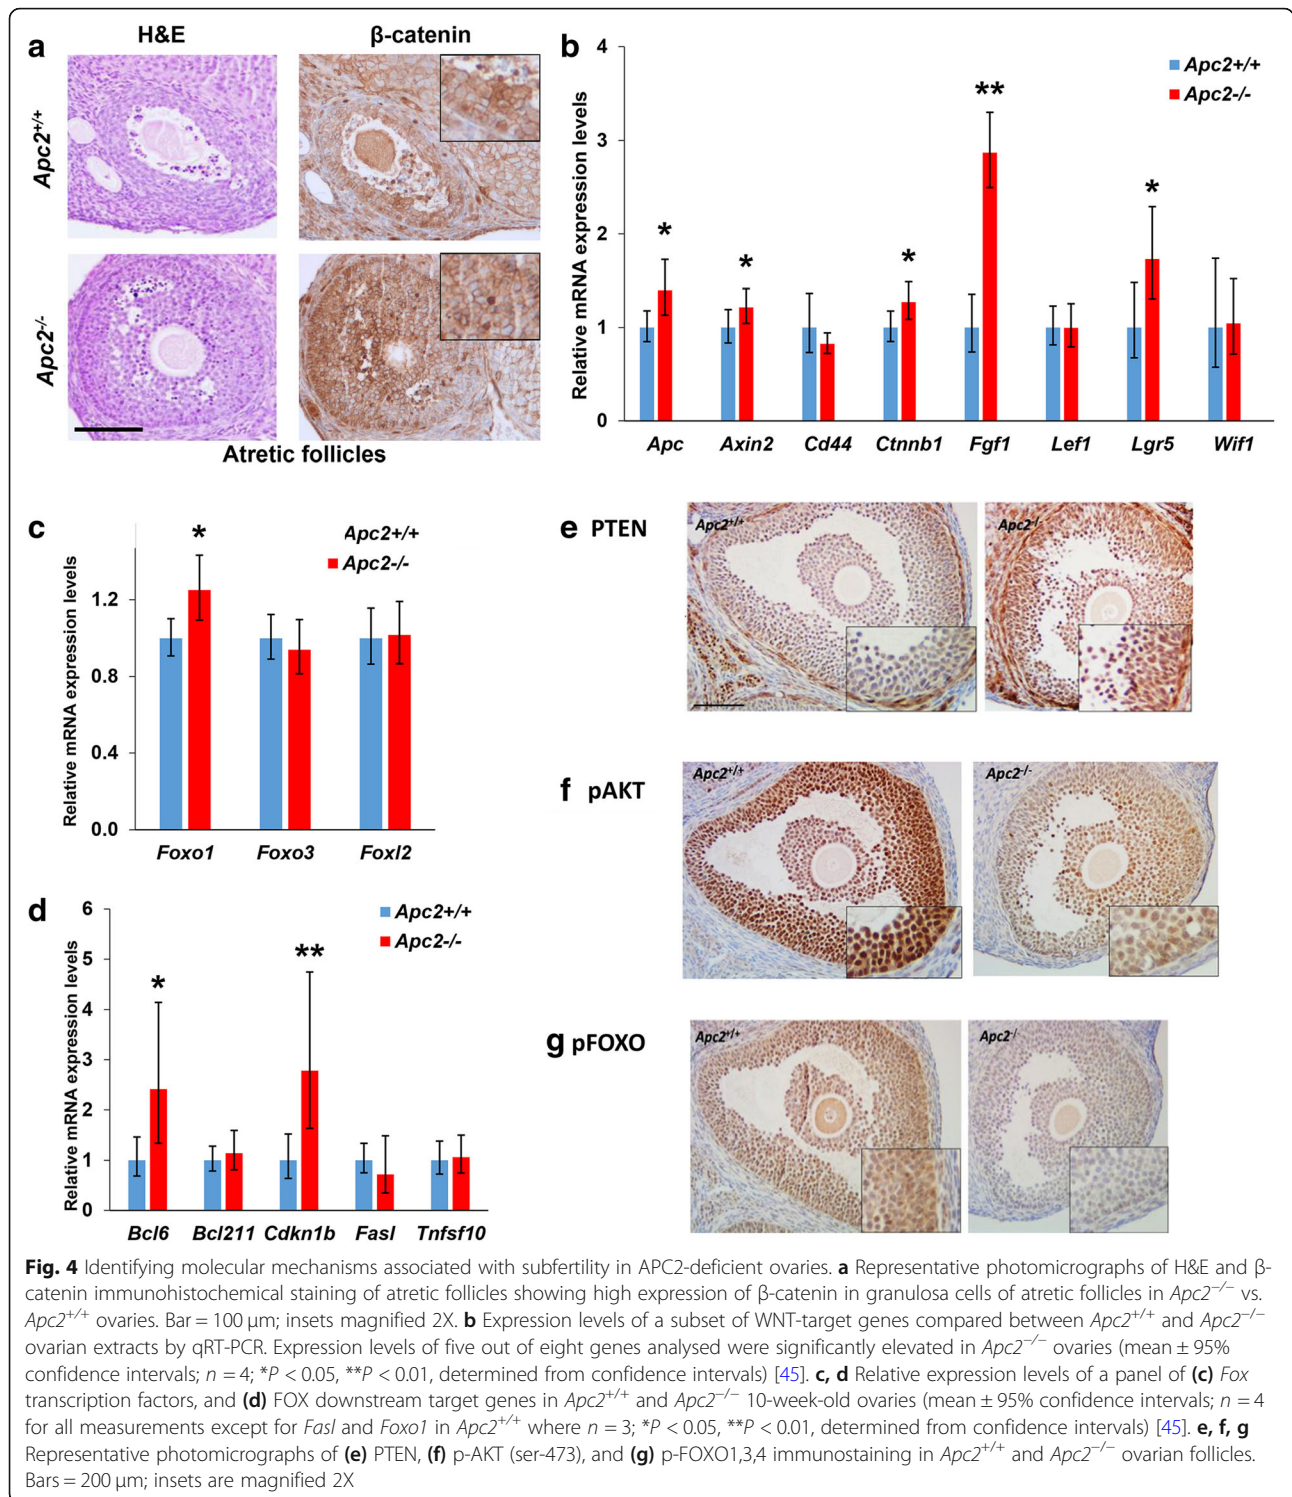 a
H&E
β-catenin
Apc2+/+
Apc2-/-
Atretic follicles
b
Relative mRNA expression levels
4
3
2
1
0
Apc2+/+
Apc2-/-
*
*
*
**
*
Apc Axin2 Cd44 Ctnnb1 Fgf1 Lef1 Lgr5 Wif1
c
Relative mRNA expression levels
1.2
0.8
0.4
0.0
Apc2+/+
Apc2-/-
*
Foxo1 Foxo3 Foxl2
d
Relative mRNA expression levels
6
5
4
3
2
1
0
Apc2+/+
Apc2-/-
*
**
Bcl6 Bcl211 Cdkn1b Fasl Tnfsf10
e PTEN
Apc2+/+
Apc2-/-
f pAKT
Apc2+/+
Apc2-/-
g pFOXO
Apc2+/+
Apc2-/-
Fig. 4 Identifying molecular mechanisms associated with subfertility in APC2-deficient ovaries. a Representative photomicrographs of H&E and β-
catenin immunohistochemical staining of atretic follicles showing high expression of β-catenin in granulosa cells of atretic follicles in Apc2−/− vs.
Apc2+/+ ovaries. Bar = 100 μm; insets magnified 2X. b Expression levels of a subset of WNT-target genes compared between Apc2+/+ and Apc2−/−
ovarian extracts by qRT-PCR. Expression levels of five out of eight genes analysed were significantly elevated in Apc2−/− ovaries (mean ± 95%
confidence intervals; n = 4; *P < 0.05, **P < 0.01, determined from confidence intervals) [45]. c, d Relative expression levels of a panel of (c) Fox
transcription factors, and (d) FOX downstream target genes in Apc2+/+ and Apc2−/− 10-week-old ovaries (mean ± 95% confidence intervals; n = 4
for all measurements except for Fasl and Foxo1 in Apc2+/+ where n = 3; *P < 0.05, **P < 0.01, determined from confidence intervals) [45]. e, f, g
Representative photomicrographs of (e) PTEN, (f) p-AKT (ser-473), and (g) p-FOXO1,3,4 immunostaining in Apc2+/+ and Apc2−/− ovarian follicles.
Bars = 200 μm; insets are magnified 2X